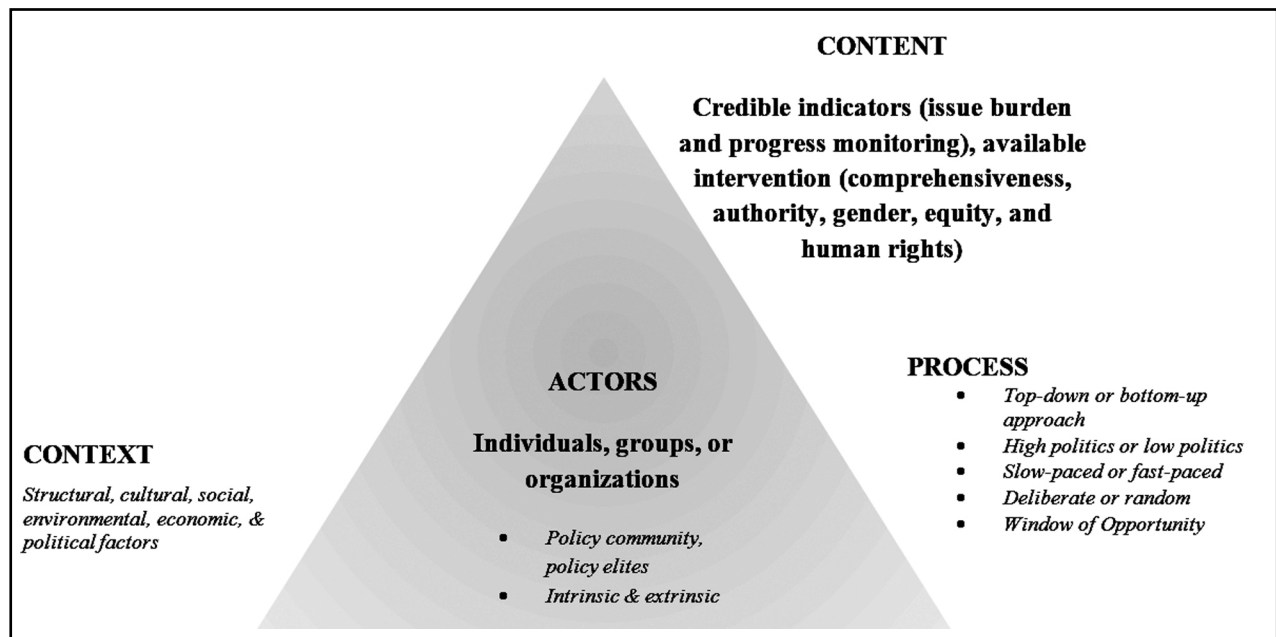 CONTENT
Credible indicators (issue burden
and progress monitoring), available
intervention (comprehensiveness,
authority, gender, equity, and
human rights)
ACTORS
Individuals, groups, or
organizations
• Policy community,
policy elites
• Intrinsic & extrinsic
CONTEXT
Structural, cultural, social,
environmental, economic, &
political factors
PROCESS
• Top-down or bottom-up
approach
• High politics or low politics
• Slow-paced or fast-paced
• Deliberate or random
• Window of Opportunity